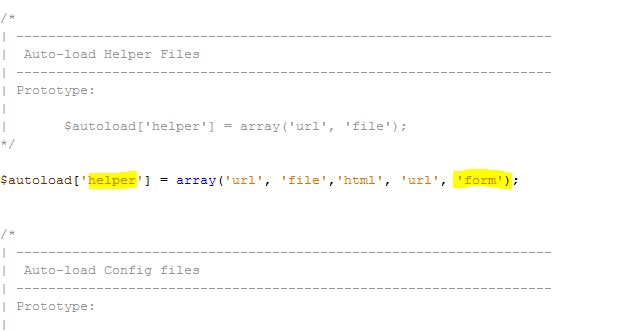 /*
| -------------------------------------------------------------------
|  Auto-load Helper Files
| -------------------------------------------------------------------
| Prototype:
|
|	$autoload['helper'] = array('url', 'file');
*/
$autoload['helper'] = array('url', 'file','html', 'url', 'form');
/*
| -------------------------------------------------------------------
|  Auto-load Config files
| -------------------------------------------------------------------
| Prototype:
|